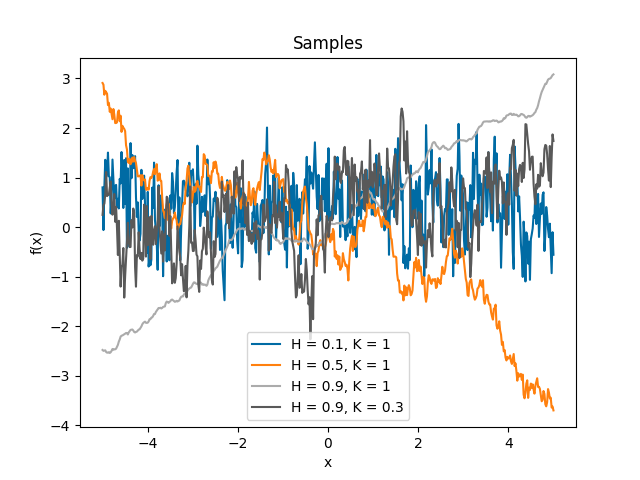 Samples
f(x)
3
2
1
0
−1
−2
−3
−4
H = 0.1, K = 1
H = 0.5, K = 1
H = 0.9, K = 1
H = 0.9, K = 0.3
−4 −2 0 2 4
x